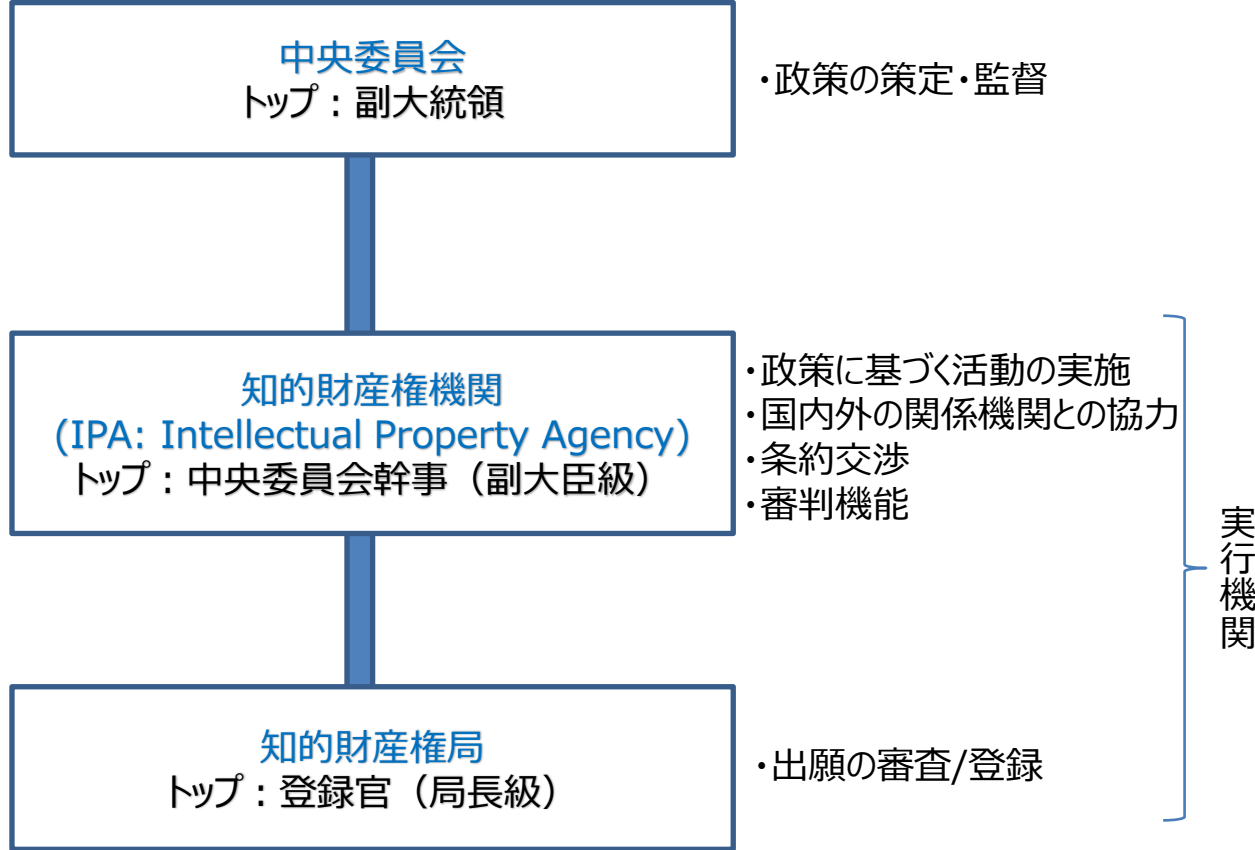 中央委員会
トップ：副大統領
・政策の策定・監督
知的財産権機関
(IPA: Intellectual Property Agency)
トップ：中央委員会幹事（副大臣級）
・政策に基づく活動の実施
・国内外の関係機関との協力
・条約交渉
・審判機能
実行機関
知的財産権局
トップ：登録官（局長級）
・出願の審査/登録